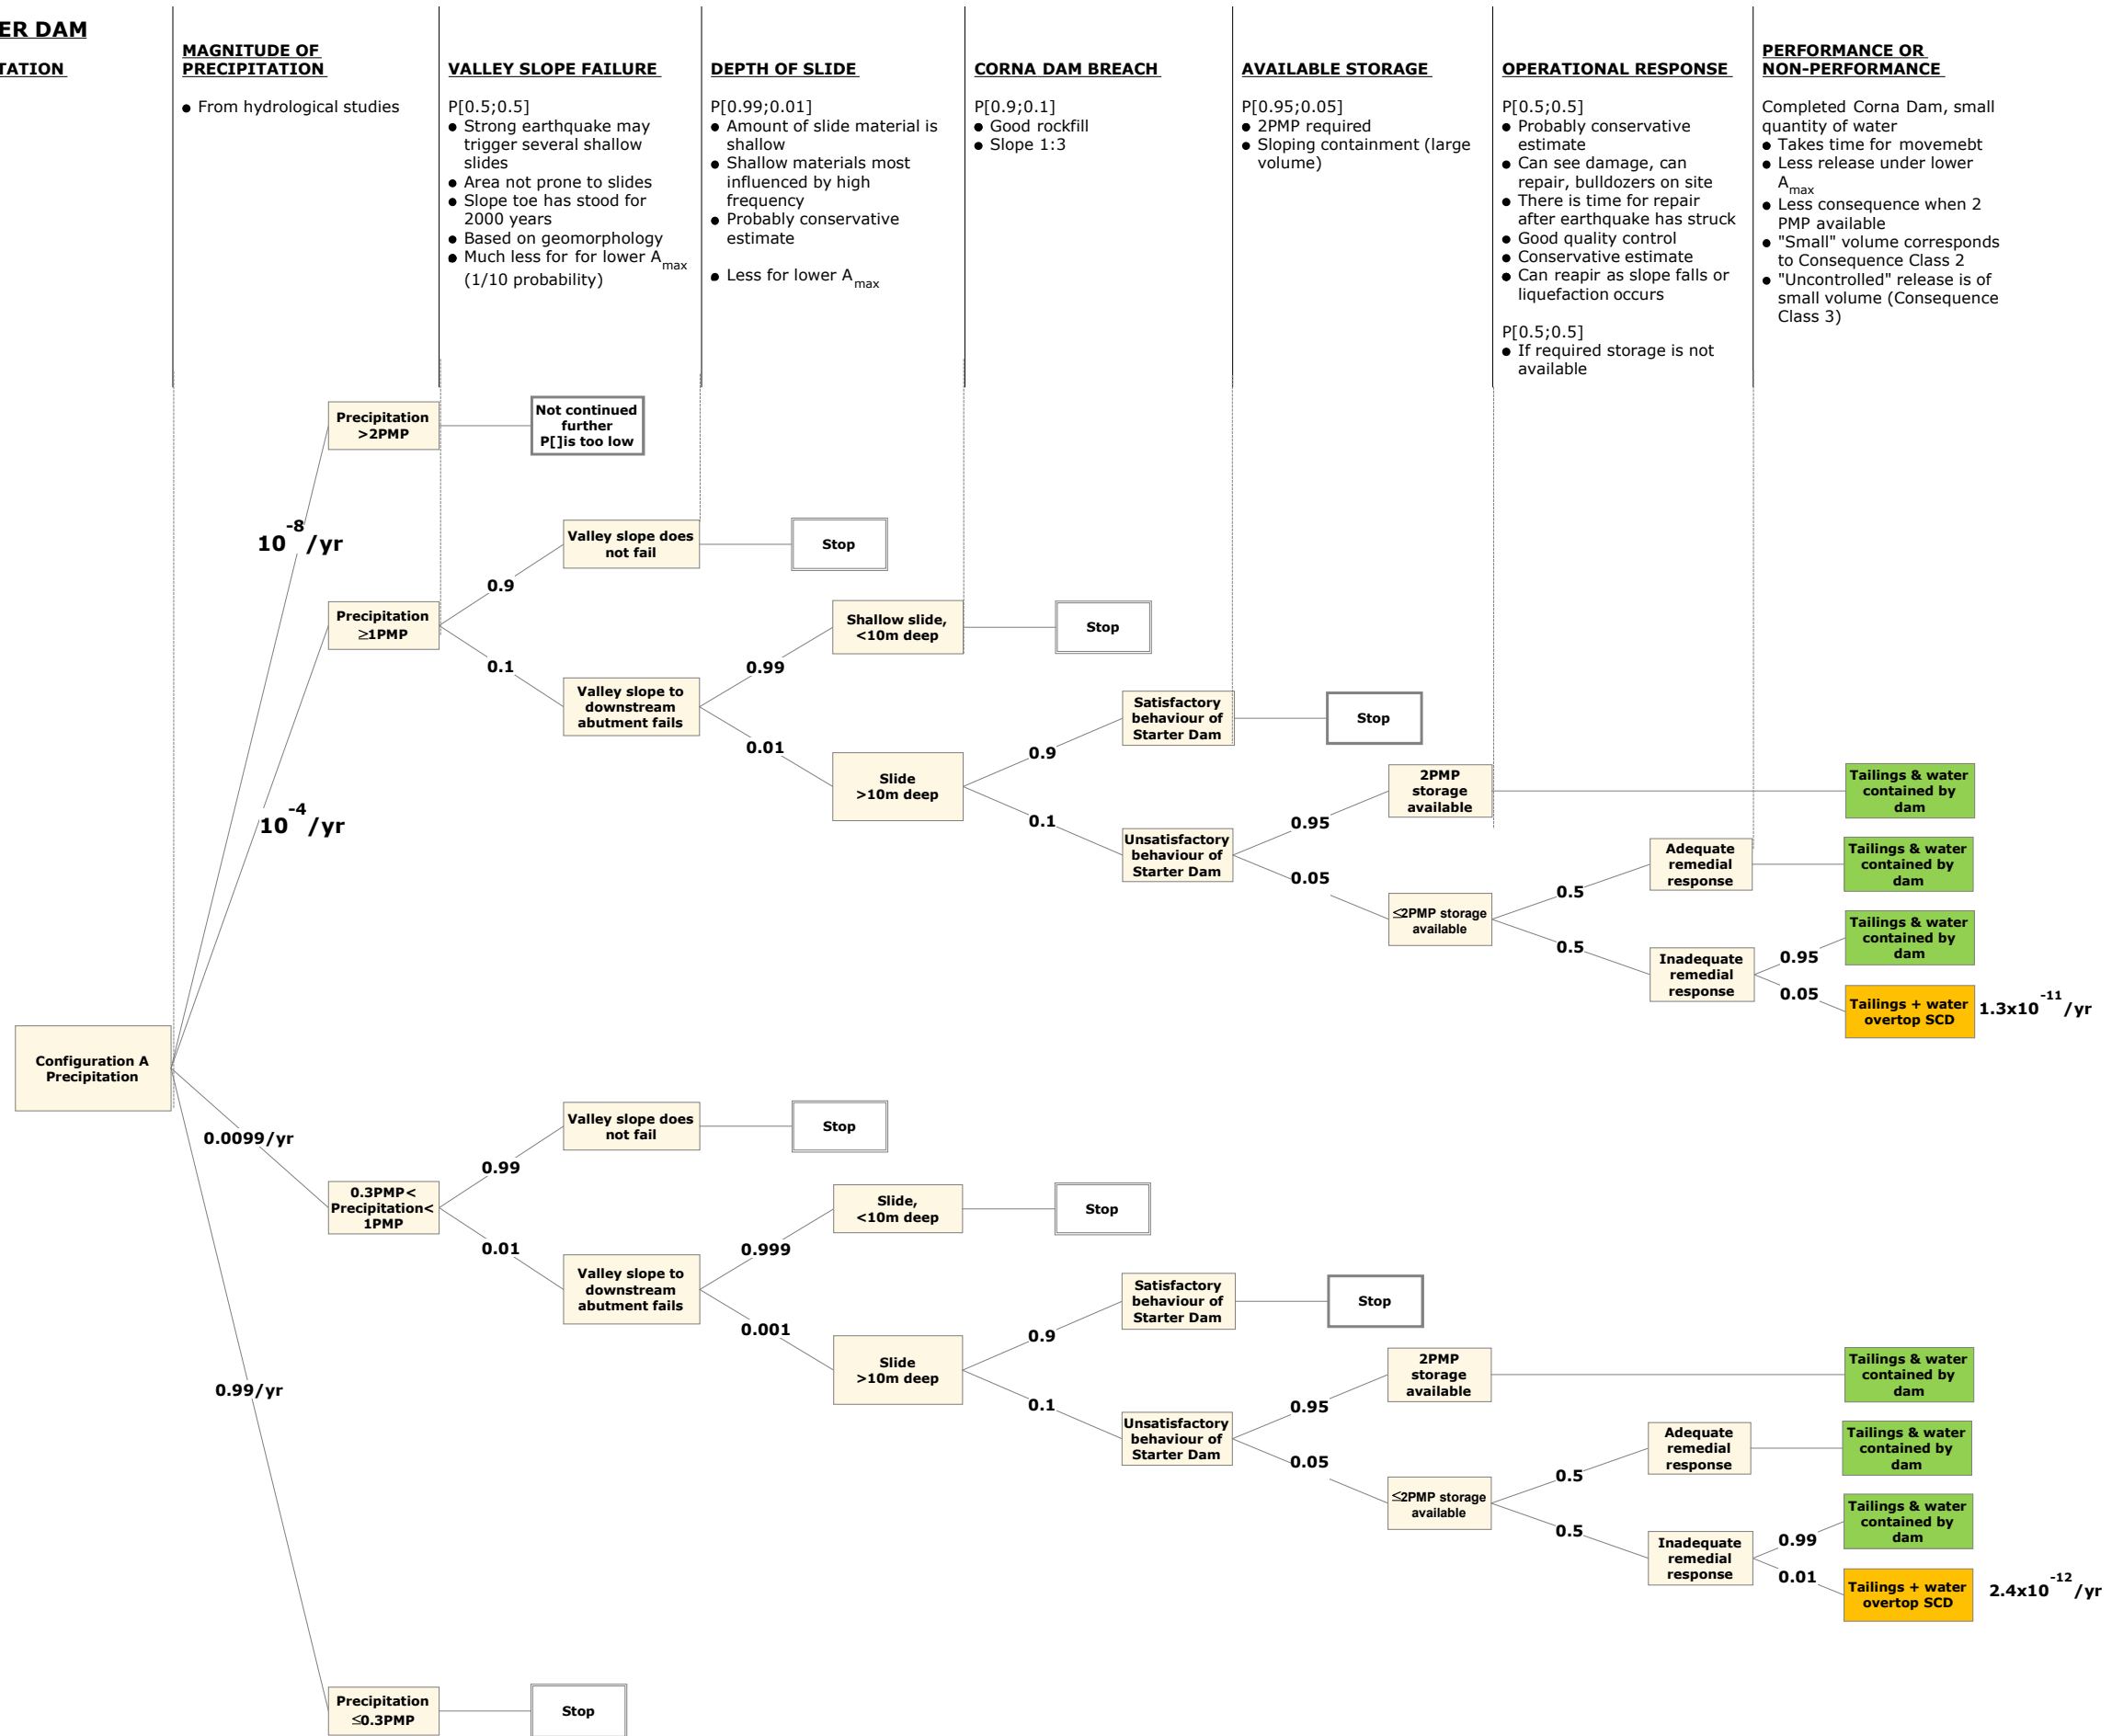 ER DAM
TATION
MAGNITUDE OF
PRECIPITATION
● From hydrological studies
VALLEY SLOPE FAILURE
P[0.5;0.5]
● Strong earthquake may
trigger several shallow
slides
● Area not prone to slides
● Slope toe has stood for
2000 years
● Based on geomorphology
● Much less for for lower Amax
(1/10 probability)
DEPTH OF SLIDE
P[0.99;0.01]
● Amount of slide material is
shallow
● Shallow materials most
influenced by high
frequency
● Probably conservative
estimate
● Less for lower Amax
CORNA DAM BREACH
P[0.9;0.1]
● Good rockfill
● Slope 1:3
AVAILABLE STORAGE
P[0.95;0.05]
● 2PMP required
● Sloping containment (large
volume)
OPERATIONAL RESPONSE
P[0.5;0.5]
● Probably conservative
estimate
● Can see damage, can
repair, bulldozers on site
● There is time for repair
after earthquake has struck
● Good quality control
● Conservative estimate
● Can reapir as slope falls or
liquefaction occurs
P[0.5;0.5]
● If required storage is not
available
PERFORMANCE OR
NON-PERFORMANCE
Completed Corna Dam, small
quantity of water
● Takes time for movemebt
● Less release under lower
Amax
● Less consequence when 2
PMP available
● "Small" volume corresponds
to Consequence Class 2
● "Uncontrolled" release is of
small volume (Consequence
Class 3)
Precipitation
>2PMP
Not continued
further
P[]is too low
10-8/yr
Valley slope does
not fail
Stop
0.9
Precipitation
≥1PMP
0.1
Shallow slide,
<10m deep
Stop
0.99
Valley slope to
downstream
abutment fails
0.01
Satisfactory
behaviour of
Starter Dam
Stop
0.9
Slide
>10m deep
0.1
10-4/yr
2PMP
storage
available
Tailings & water
contained by
dam
0.95
Unsatisfactory
behaviour of
Starter Dam
0.05
Adequate
remedial
response
Tailings & water
contained by
dam
0.5
≤2PMP storage
available
0.5
Tailings & water
contained by
dam
0.95
Inadequate
remedial
response
0.05
Tailings + water
overtop SCD
1.3x10-11/yr
Configuration A
Precipitation
0.0099/yr
Valley slope does
not fail
Stop
0.99
0.3PMP<
Precipitation<
1PMP
0.01
Slide,
<10m deep
Stop
0.999
Valley slope to
downstream
abutment fails
0.001
Satisfactory
behaviour of
Starter Dam
Stop
0.9
Slide
>10m deep
0.1
0.99/yr
2PMP
storage
available
Tailings & water
contained by
dam
0.95
Unsatisfactory
behaviour of
Starter Dam
0.05
Adequate
remedial
response
Tailings & water
contained by
dam
0.5
≤2PMP storage
available
0.5
Tailings & water
contained by
dam
0.99
Inadequate
remedial
response
0.01
Tailings + water
overtop SCD
2.4x10-12/yr
Precipitation
≤0.3PMP
Stop